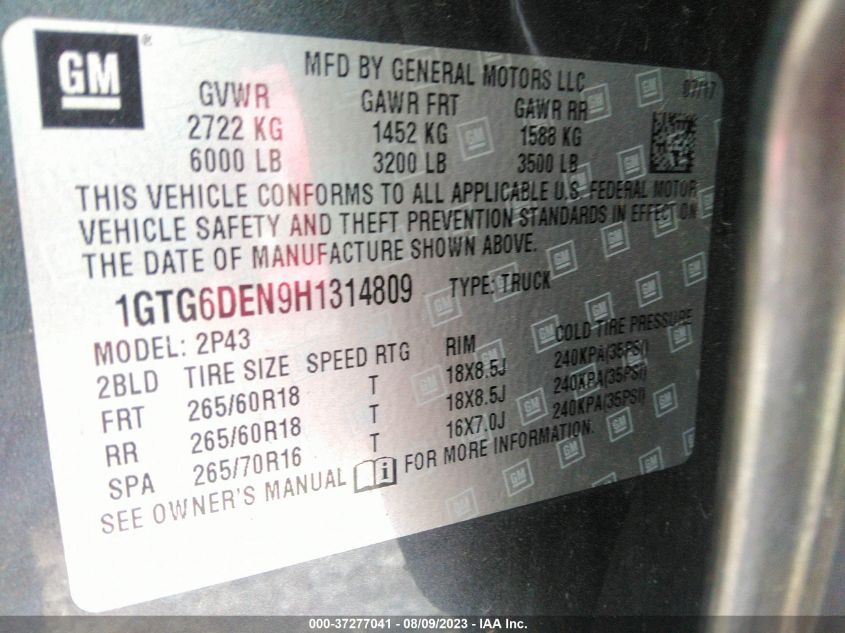 GM ®
MFD BY GENERAL MOTORS LLC 07/17
GVWR GAWR FRT GAWR RR
2722 KG 1452 KG 1588 KG
6000 LB 3200 LB 3500 LB
THIS VEHICLE CONFORMS TO ALL APPLICABLE U.S. FEDERAL MOTOR
VEHICLE SAFETY AND THEFT PREVENTION STANDARDS IN EFFECT ON
THE DATE OF MANUFACTURE SHOWN ABOVE.
1GTG6DEN9H1314809 TYPE: TRUCK
MODEL: 2P43
2BLD TIRE SIZE SPEED RTG RIM COLD TIRE PRESSURE
FRT 265/60R18 T 18X8.5J 240KPA(35PSI)
RR 265/60R18 T 18X8.5J 240KPA(35PSI)
SPA 265/70R16 T 16X7.0J 240KPA(35PSI)
SEE OWNER'S MANUAL i FOR MORE INFORMATION.
000-37277041 - 08/09/2023 - IAA Inc.